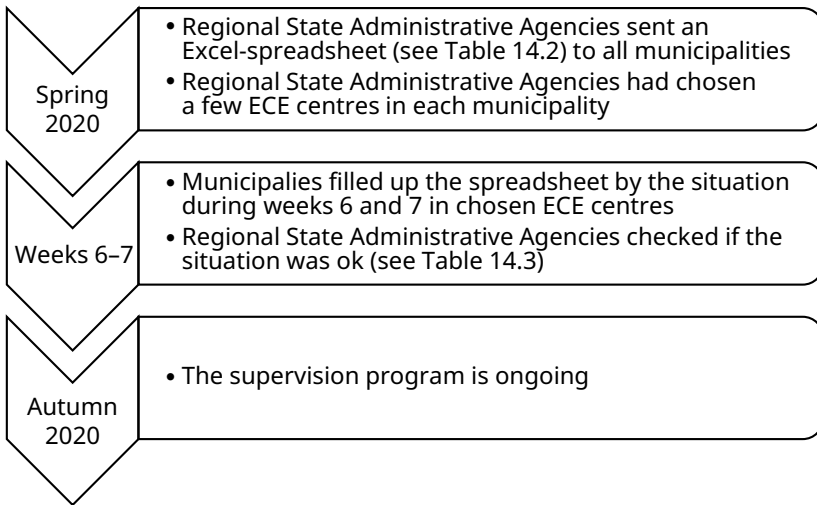 Spring
2020
• Regional State Administrative Agencies sent an
Excel-spreadsheet (see Table 14.2) to all municipalities
• Regional State Administrative Agencies had chosen
a few ECE centres in each municipality
Weeks 6–7
• Municipalies filled up the spreadsheet by the situation
during weeks 6 and 7 in chosen ECE centres
• Regional State Administrative Agencies checked if the
situation was ok (see Table 14.3)
Autumn
2020
• The supervision program is ongoing